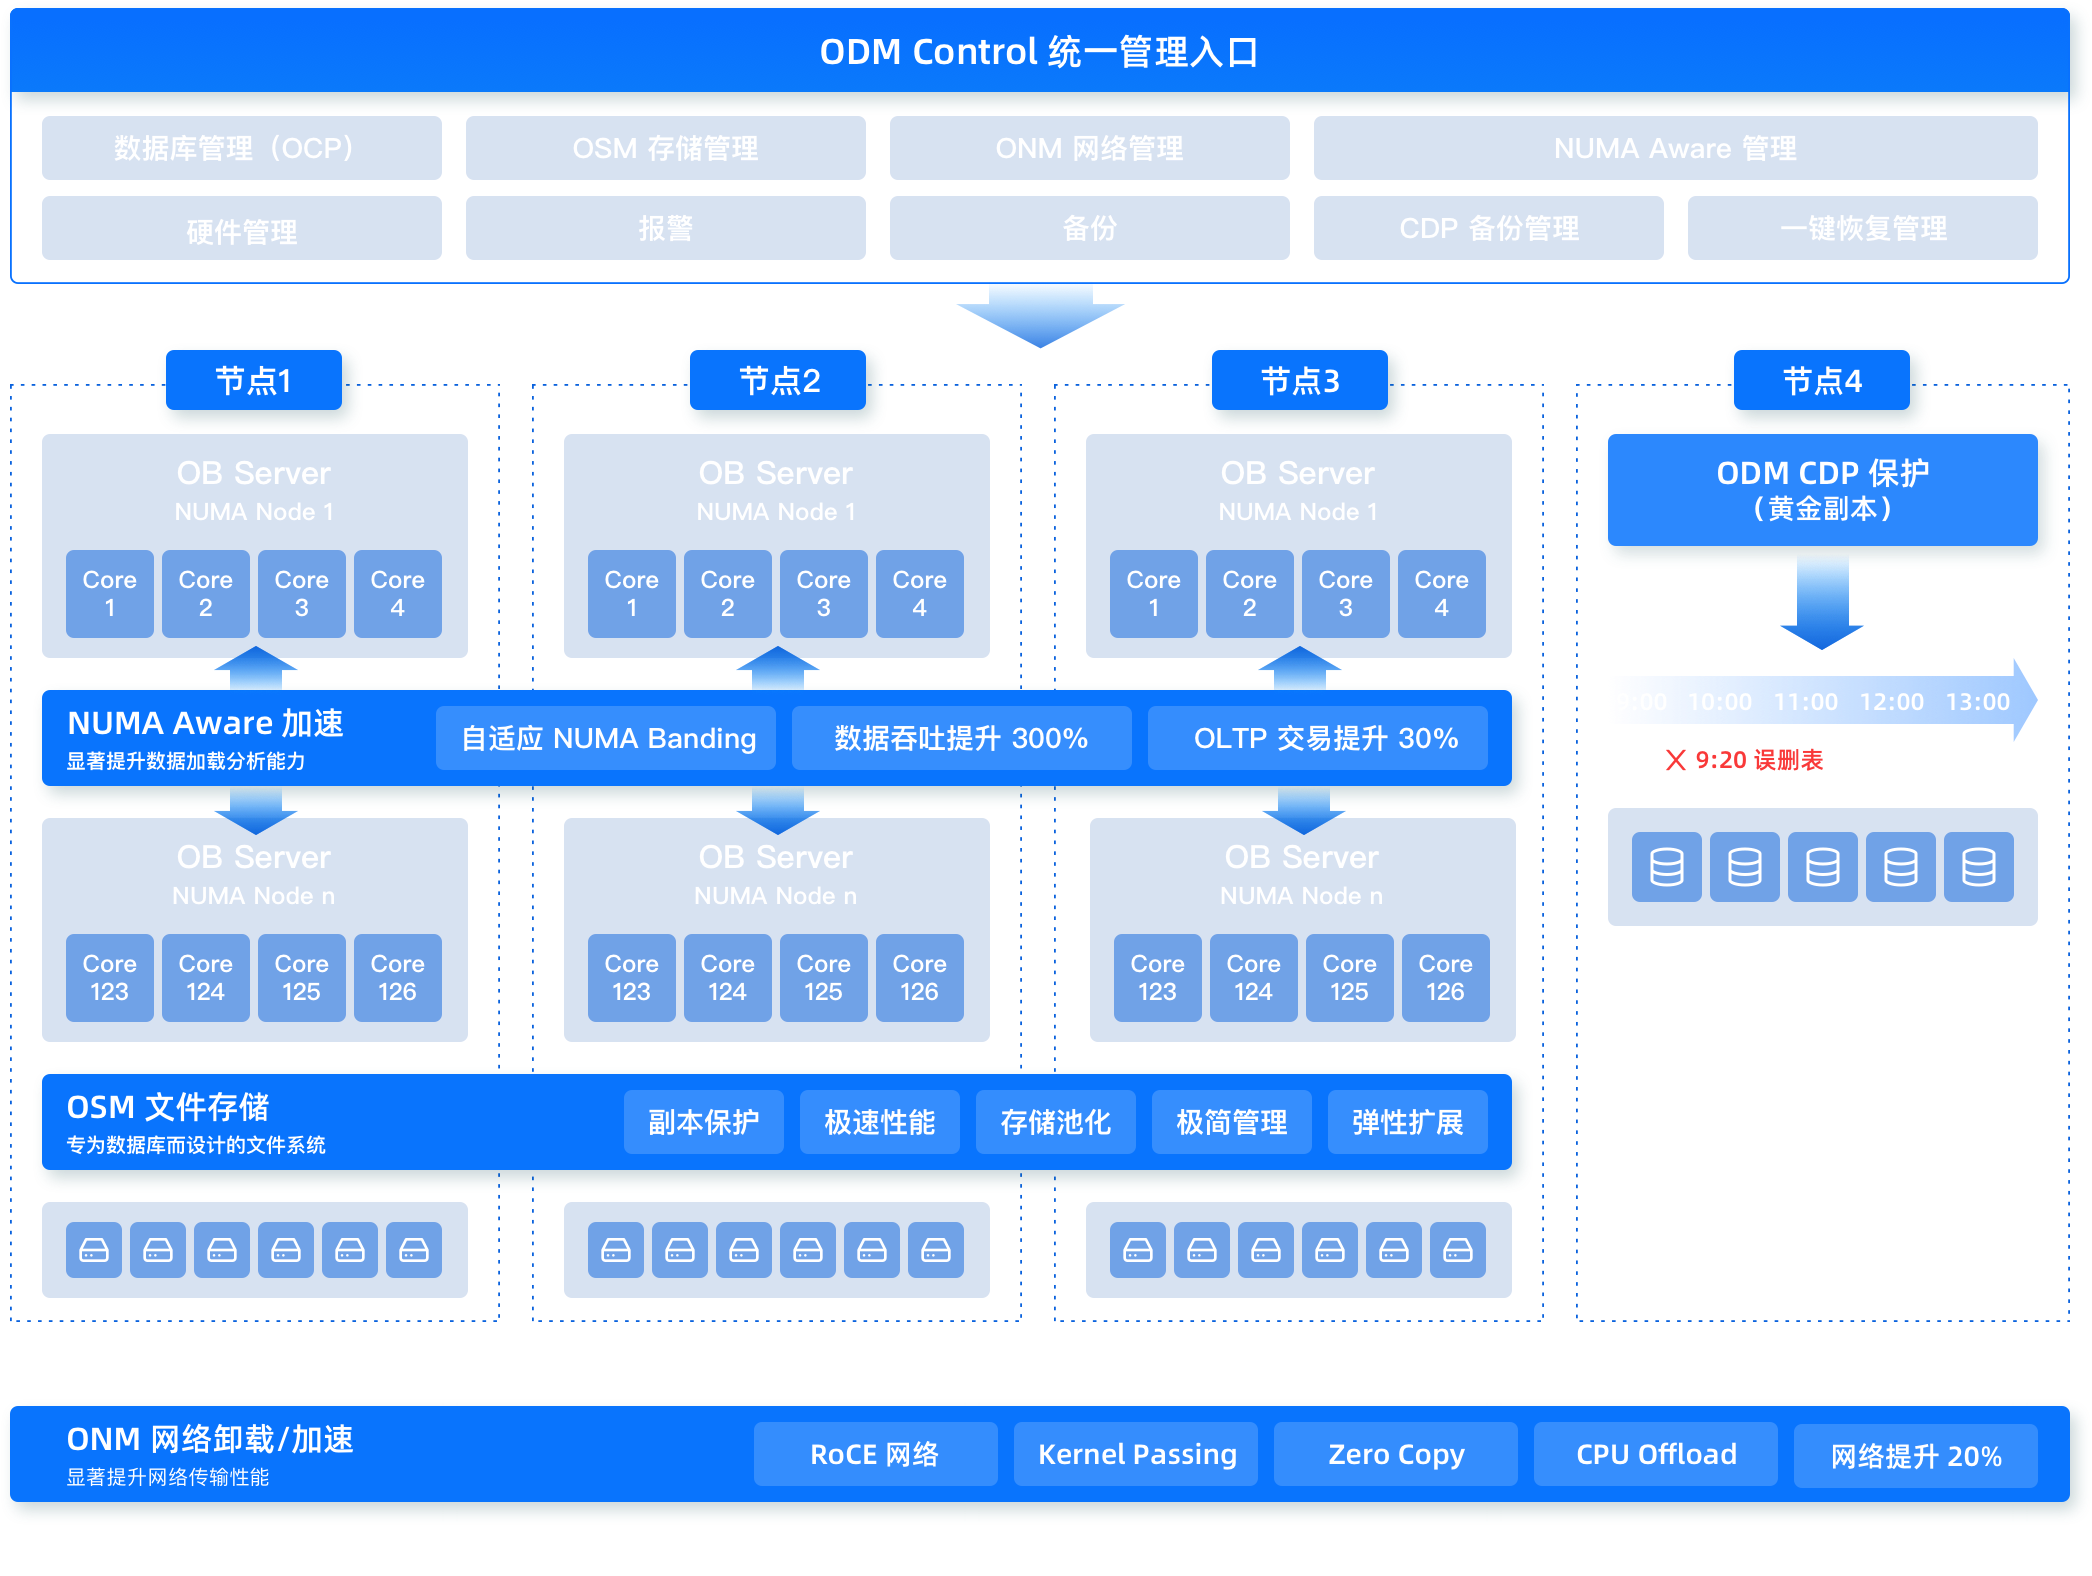 ODM Control 统一管理入口
数据库管理（OCP）
OSM 存储管理
ONM 网络管理
NUMA Aware 管理
硬件管理
报警
备份
CDP 备份管理
一键恢复管理
节点1
节点2
节点3
节点4
OB Server
NUMA Node 1
Core
1
Core
2
Core
3
Core
4
OB Server
NUMA Node 1
Core
1
Core
2
Core
3
Core
4
OB Server
NUMA Node 1
Core
1
Core
2
Core
3
Core
4
ODM CDP 保护
（黄金副本）
9:00 10:00 11:00 12:00 13:00
9:20 误删表
NUMA Aware 加速
显著提升数据加载分析能力
自适应 NUMA Banding
数据吞吐提升 300%
OLTP 交易提升 30%
OB Server
NUMA Node n
Core
123
Core
124
Core
125
Core
126
OB Server
NUMA Node n
Core
123
Core
124
Core
125
Core
126
OB Server
NUMA Node n
Core
123
Core
124
Core
125
Core
126
OSM 文件存储
专为数据库而设计的文件系统
副本保护
极速性能
存储池化
极简管理
弹性扩展
ONM 网络卸载/加速
显著提升网络传输性能
RoCE 网络
Kernel Passing
Zero Copy
CPU Offload
网络提升 20%